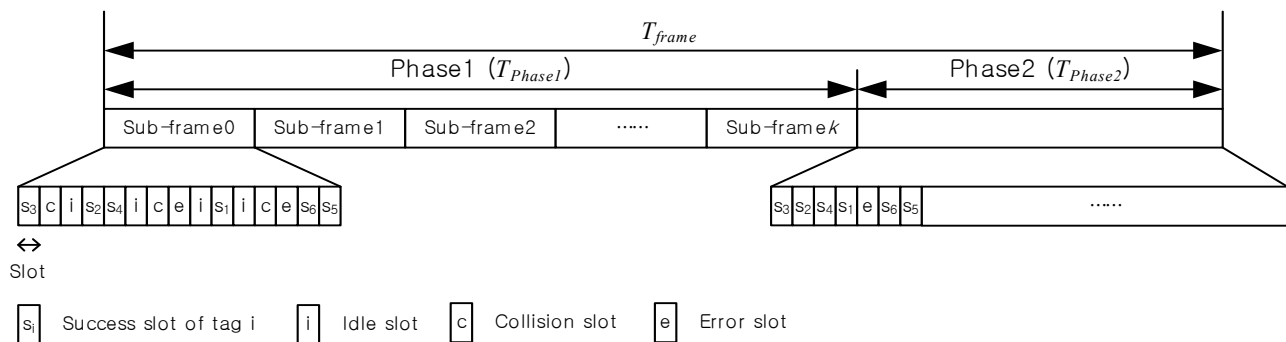 T_frame
Phase1 (T_Phase1) Phase2 (T_Phase2)
Sub-frame0 Sub-frame1 Sub-frame2 ...... Sub-framek
s3 c i s2 s4 i c e i s1 i c e s6 s5 s3 s2 s4 s1 e s6 s5 ......
Slot
si Success slot of tag i i Idle slot c Collision slot e Error slot